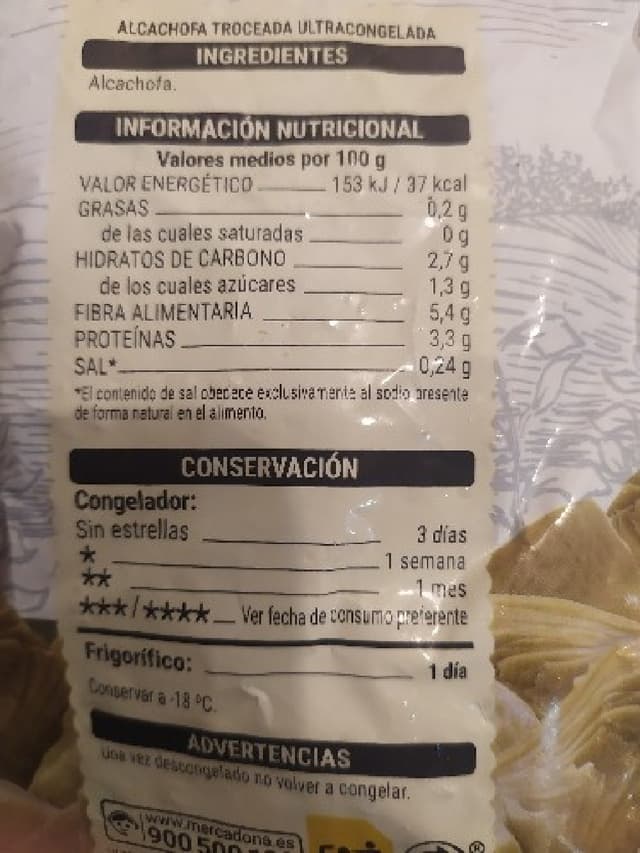 ALCACHOFA TROCEADA ULTRACONGELADA
INGREDIENTES
Alcachofa.
INFORMACIÓN NUTRICIONAL
Valores medios por 100 g
VALOR ENERGÉTICO 153 kJ / 37 kcal
GRASAS 0,2 g
de las cuales saturadas 0 g
HIDRATOS DE CARBONO 2,7 g
de los cuales azúcares 1,3 g
FIBRA ALIMENTARIA 5,4 g
PROTEÍNAS 3,3 g
SAL* 0,24 g
*El contenido de sal obedece exclusivamente al sodio presente
de forma natural en el alimento.
CONSERVACIÓN
Congelador:
Sin estrellas 3 días
* 1 semana
** 1 mes
***/**** Ver fecha de consumo preferente
Frigorífico: 1 día
Conservar a -18 ºC.
ADVERTENCIAS
Una vez descongelado no volver a congelar.
www.mercadona.es
900 500